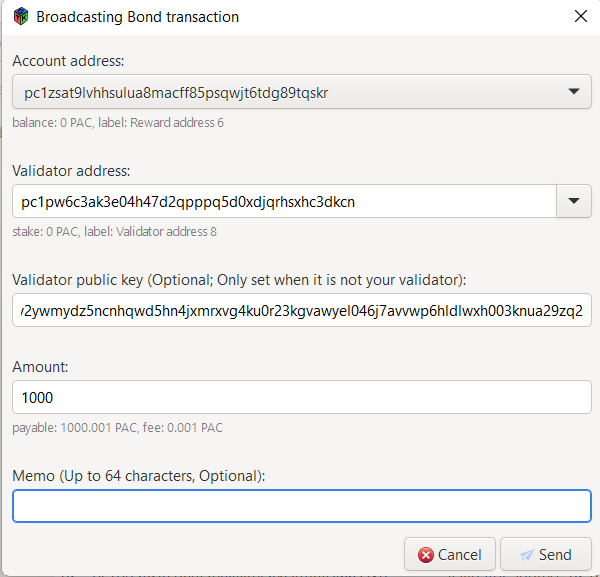 Broadcasting Bond transaction
Account address:
pc1zsat9lvhhsulua8macff85psqwjt6tdg89tqskr
balance: 0 PAC, label: Reward address 6
Validator address:
pc1pw6c3ak3e04h47d2qpppq5d0xdjqrhsxhc3dkcn
stake: 0 PAC, label: Validator address 8
Validator public key (Optional; Only set when it is not your validator):
2ywmydz5ncnhqwd5hn4jxmrxvg4ku0r23kgvawyel046j7avvwp6hldlwxh003knua29zq2
Amount:
1000
payable: 1000.001 PAC, fee: 0.001 PAC
Memo (Up to 64 characters, Optional):
Cancel
Send